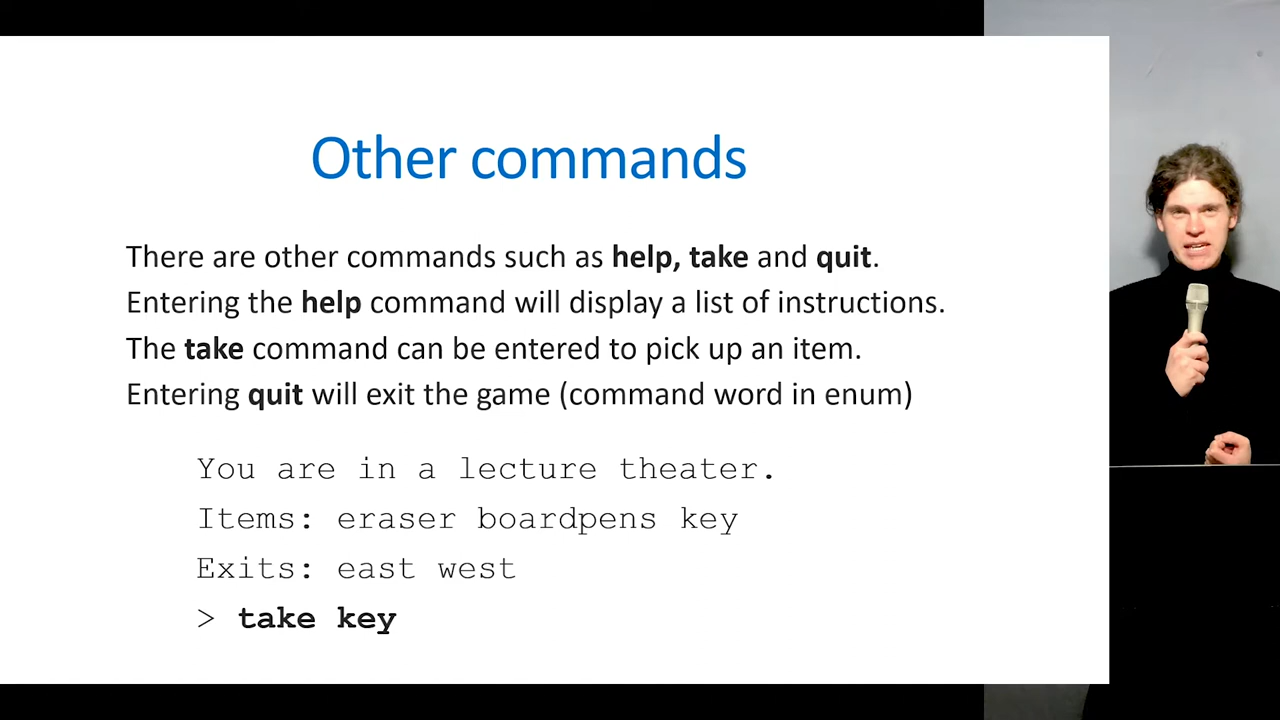 Other commands
There are other commands such as help, take and quit.
Entering the help command will display a list of instructions.
The take command can be entered to pick up an item.
Entering quit will exit the game (command word in enum)
You are in a lecture theater.
Items: eraser boardpens key
Exits: east west
> take key